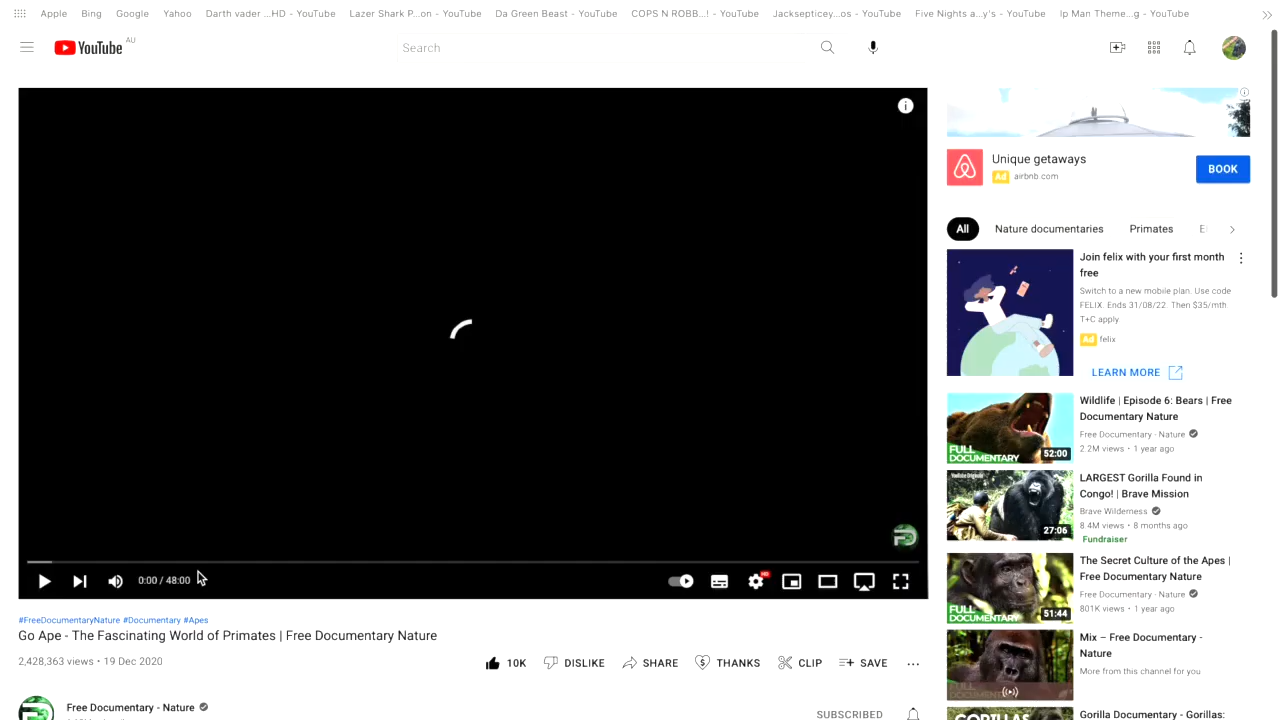 Apple Bing Google Yahoo Darth vader ...HD - YouTube Lazer Shark P...on - YouTube Da Green Beast - YouTube COPS N ROBB...! - YouTube Jacksepticey...os - YouTube Five Nights a...y's - YouTube Ip Man Theme...g - YouTube
YouTube AU
Search
Unique getaways
Ad airbnb.com
BOOK
All Nature documentaries Primates
Join felix with your first month
free
Switch to a new mobile plan. Use code
FELIX. Ends 31/08/22. Then $35/mth
T+C apply
Ad felix
LEARN MORE
Wildlife | Episode 6: Bears | Free
Documentary Nature
Free Documentary - Nature
2.2M views • 1 year ago
FULL
DOCUMENTARY
52:00
LARGEST Gorilla Found in
Congo! | Brave Mission
Brave Wilderness
8.4M views • 8 months ago
Fundraiser
YouTube Originals
27:06
The Secret Culture of the Apes |
Free Documentary Nature
Free Documentary - Nature
801K views • 1 year ago
FULL
DOCUMENTARY
51:44
Mix – Free Documentary -
Nature
More from this channel for you
Gorilla Documentary - Gorillas:
GORILLAS
0:00 / 48:00
HD
#FreeDocumentaryNature #Documentary #Apes
Go Ape - The Fascinating World of Primates | Free Documentary Nature
2,428,363 views • 19 Dec 2020
10K DISLIKE SHARE THANKS CLIP SAVE
Free Documentary - Nature
SUBSCRIBED